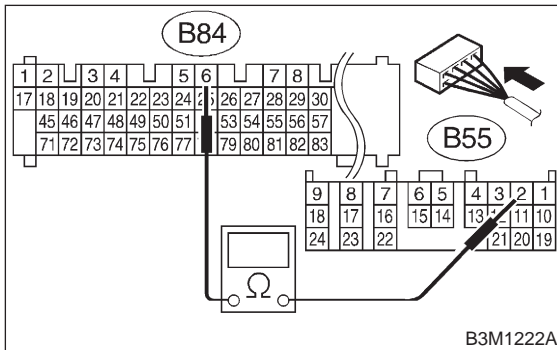 B84
1 2 3 4 5 6 7 8
17 18 19 20 21 22 23 24 25 26 27 28 29 30
45 46 47 48 49 50 51 53 54 55 56 57
71 72 73 74 75 76 77 79 80 81 82 83
B55
9 8 7 6 5 4 3 2 1
18 17 16 15 14 13 12 11 10
24 23 22 21 20 19
Ω
B3M1222A